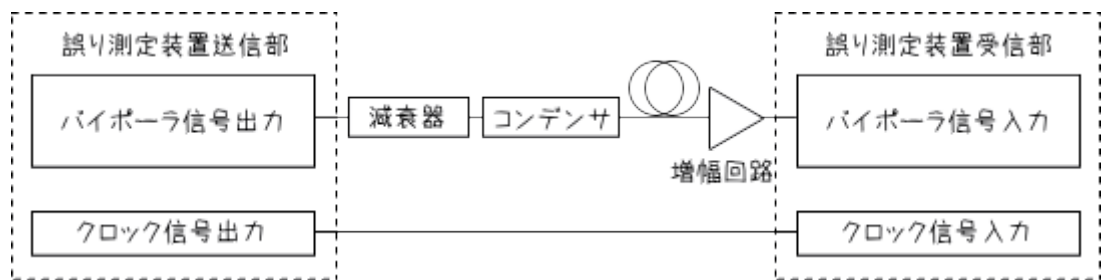 誤り測定装置送信部
バイポーラ信号出力
クロック信号出力
減衰器
コンデンサ
増幅回路
誤り測定装置受信部
バイポーラ信号入力
クロック信号入力